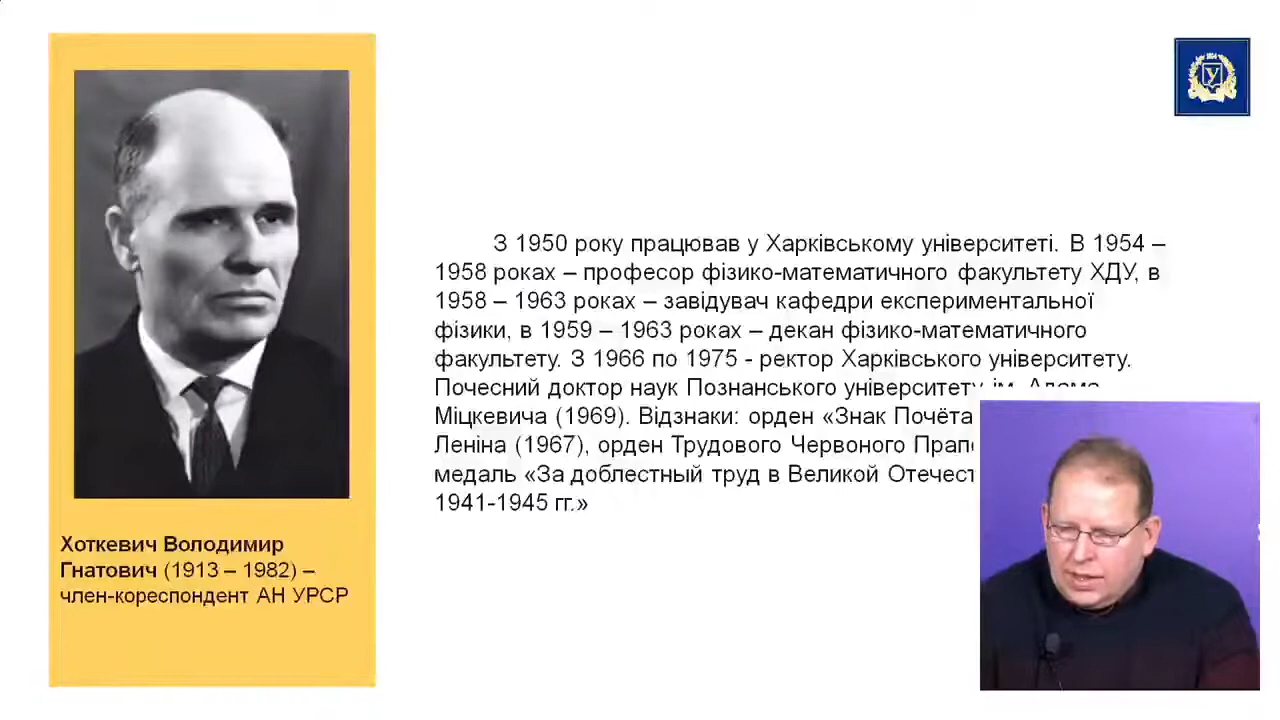 У
З 1950 року працював у Харківському університеті. В 1954 –
1958 роках – професор фізико-математичного факультету ХДУ, в
1958 – 1963 роках – завідувач кафедри експериментальної
фізики, в 1959 – 1963 роках – декан фізико-математичного
факультету. З 1966 по 1975 - ректор Харківського університету.
Почесний доктор наук Познанського університету ім. Адама
Міцкевича (1969). Відзнаки: орден «Знак Почёта
Леніна (1967), орден Трудового Червоного
медаль «За доблестный труд в Великой
1941-1945 гг.»
Хоткевич Володимир
Гнатович (1913 – 1982) –
член-кореспондент АН УРСР